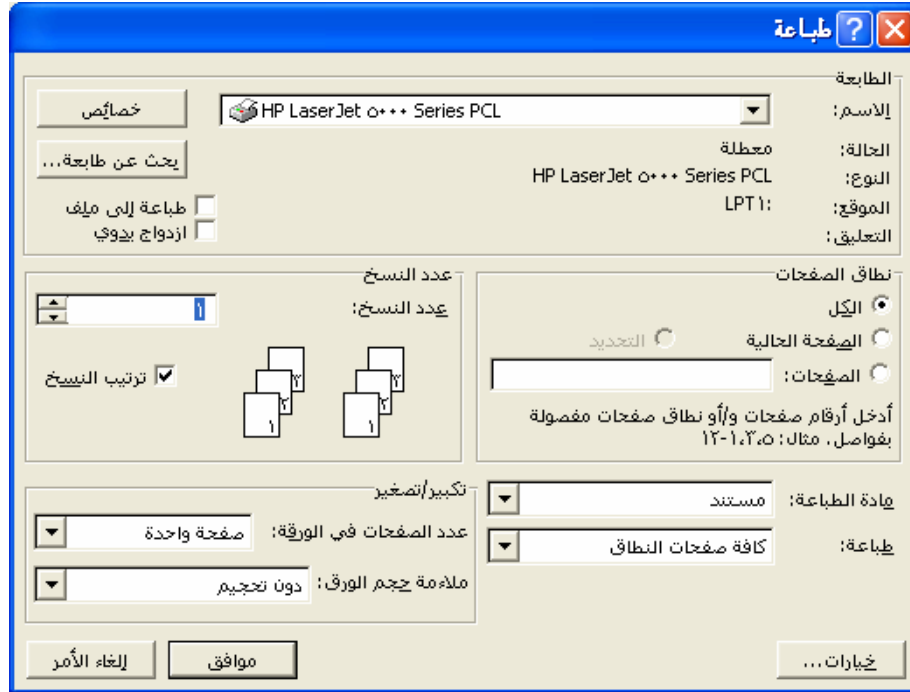 طباعة
الطابعة
الاسم: HP LaserJet ٥٠٠٠ Series PCL خصائص
الحالة: معطلة يحث عن طابعة...
النوع: HP LaserJet ٥٠٠٠ Series PCL
الموقع: LPT١:
طباعة إلى ملف
التعليق:
ازدواج يدوي
نطاق الصفحات
الكل
الصفحة الحالية التحديد
الصفحات:
أدخل أرقام صفحات و/أو نطاق صفحات مفصولة
بفواصل. مثال: ١،٣،٥-١٢
عدد النسخ
عدد النسخ: ١
ترتيب النسخ
١ ٢ ٣ ١ ٢ ٣
مادة الطباعة: مستند
طباعة: كافة صفحات النطاق
تكبير/تصغير
عدد الصفحات في الورقة: صفحة واحدة
ملاءمة حجم الورق: دون تحجيم
خيارات... موافق إلغاء الأمر